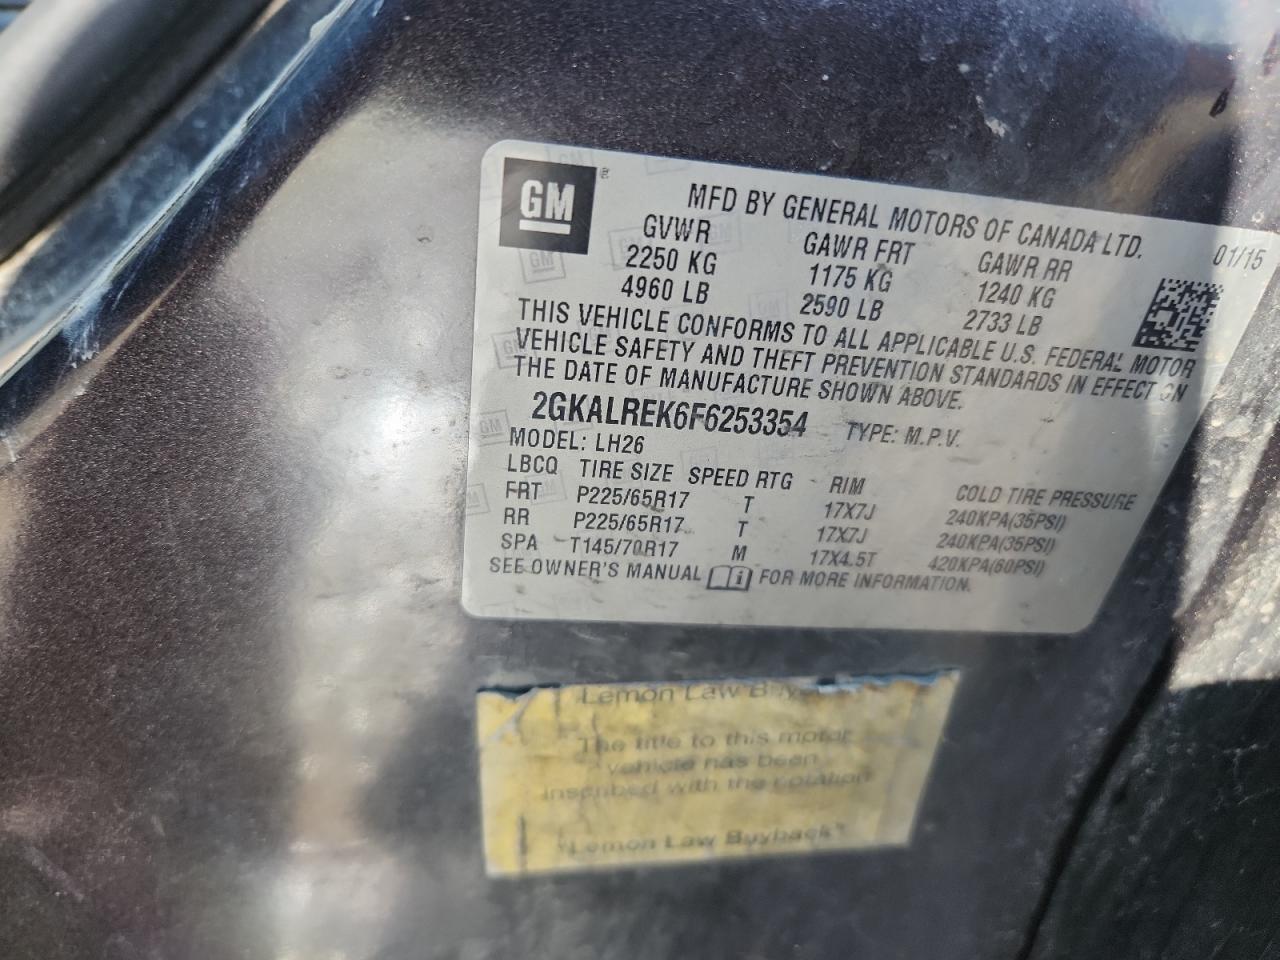 GM ®
MFD BY GENERAL MOTORS OF CANADA LTD.
01/15
GVWR GAWR FRT GAWR RR
2250 KG 1175 KG 1240 KG
4960 LB 2590 LB 2733 LB
THIS VEHICLE CONFORMS TO ALL APPLICABLE U.S. FEDERAL MOTOR
VEHICLE SAFETY AND THEFT PREVENTION STANDARDS IN EFFECT ON
THE DATE OF MANUFACTURE SHOWN ABOVE.
2GKALREK6F6253354 TYPE: M.P.V.
MODEL: LH26
LBCQ TIRE SIZE SPEED RTG RIM COLD TIRE PRESSURE
FRT P225/65R17 T 17X7J 240KPA(35PSI)
RR P225/65R17 T 17X7J 240KPA(35PSI)
SPA T145/70R17 M 17X4.5T 420KPA(60PSI)
SEE OWNER'S MANUAL FOR MORE INFORMATION.
Lemon Law Buy
The title to this motor
vehicle has been
inscribed with the notation
"Lemon Law Buyback"